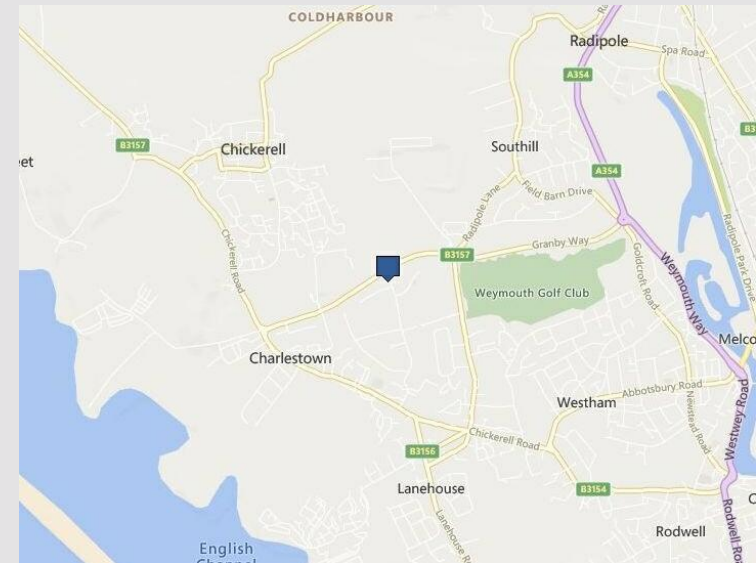 COLDHARBOUR
Radipole
Spa Road
A354
B3157
Chickerell
et
Southill
A354
Radipole Lane
Field Barn Drive
Radipole Park Drive
Chickerell Road
B3157
Granby Way
Goldcroft Road
Weymouth Way
Weymouth Golf Club
Melco
Charlestown
Abbotsbury Road
Westham
Newstead Road
Westwey Road
Chickerell Road
B3156
Lanehouse
B3154
Lanehouse R
Rodwell
Rodwell Ro
English
Channel